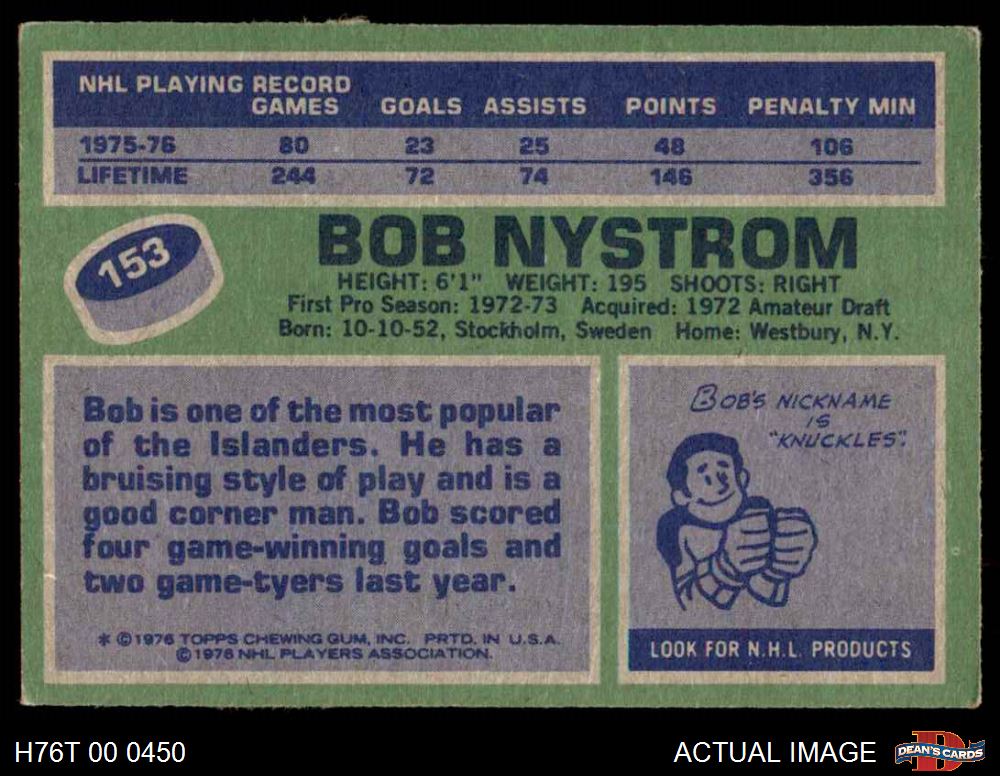 NHL PLAYING RECORD
GAMES GOALS ASSISTS POINTS PENALTY MIN
1975-76 80 23 25 48 106
LIFETIME 244 72 74 146 356
153
BOB NYSTROM
HEIGHT: 6'1" WEIGHT: 195 SHOOTS: RIGHT
First Pro Season: 1972-73 Acquired: 1972 Amateur Draft
Born: 10-10-52, Stockholm, Sweden Home: Westbury, N.Y.
Bob is one of the most popular
of the Islanders. He has a
bruising style of play and is a
good corner man. Bob scored
four game-winning goals and
two game-tyers last year.
* © 1976 TOPPS CHEWING GUM, INC. PRTD. IN U.S.A.
© 1976 NHL PLAYERS ASSOCIATION.
BOB'S NICKNAME
IS
"KNUCKLES".
LOOK FOR N.H.L. PRODUCTS
H76T 00 0450
ACTUAL IMAGE
D
DEAN'S CARDS